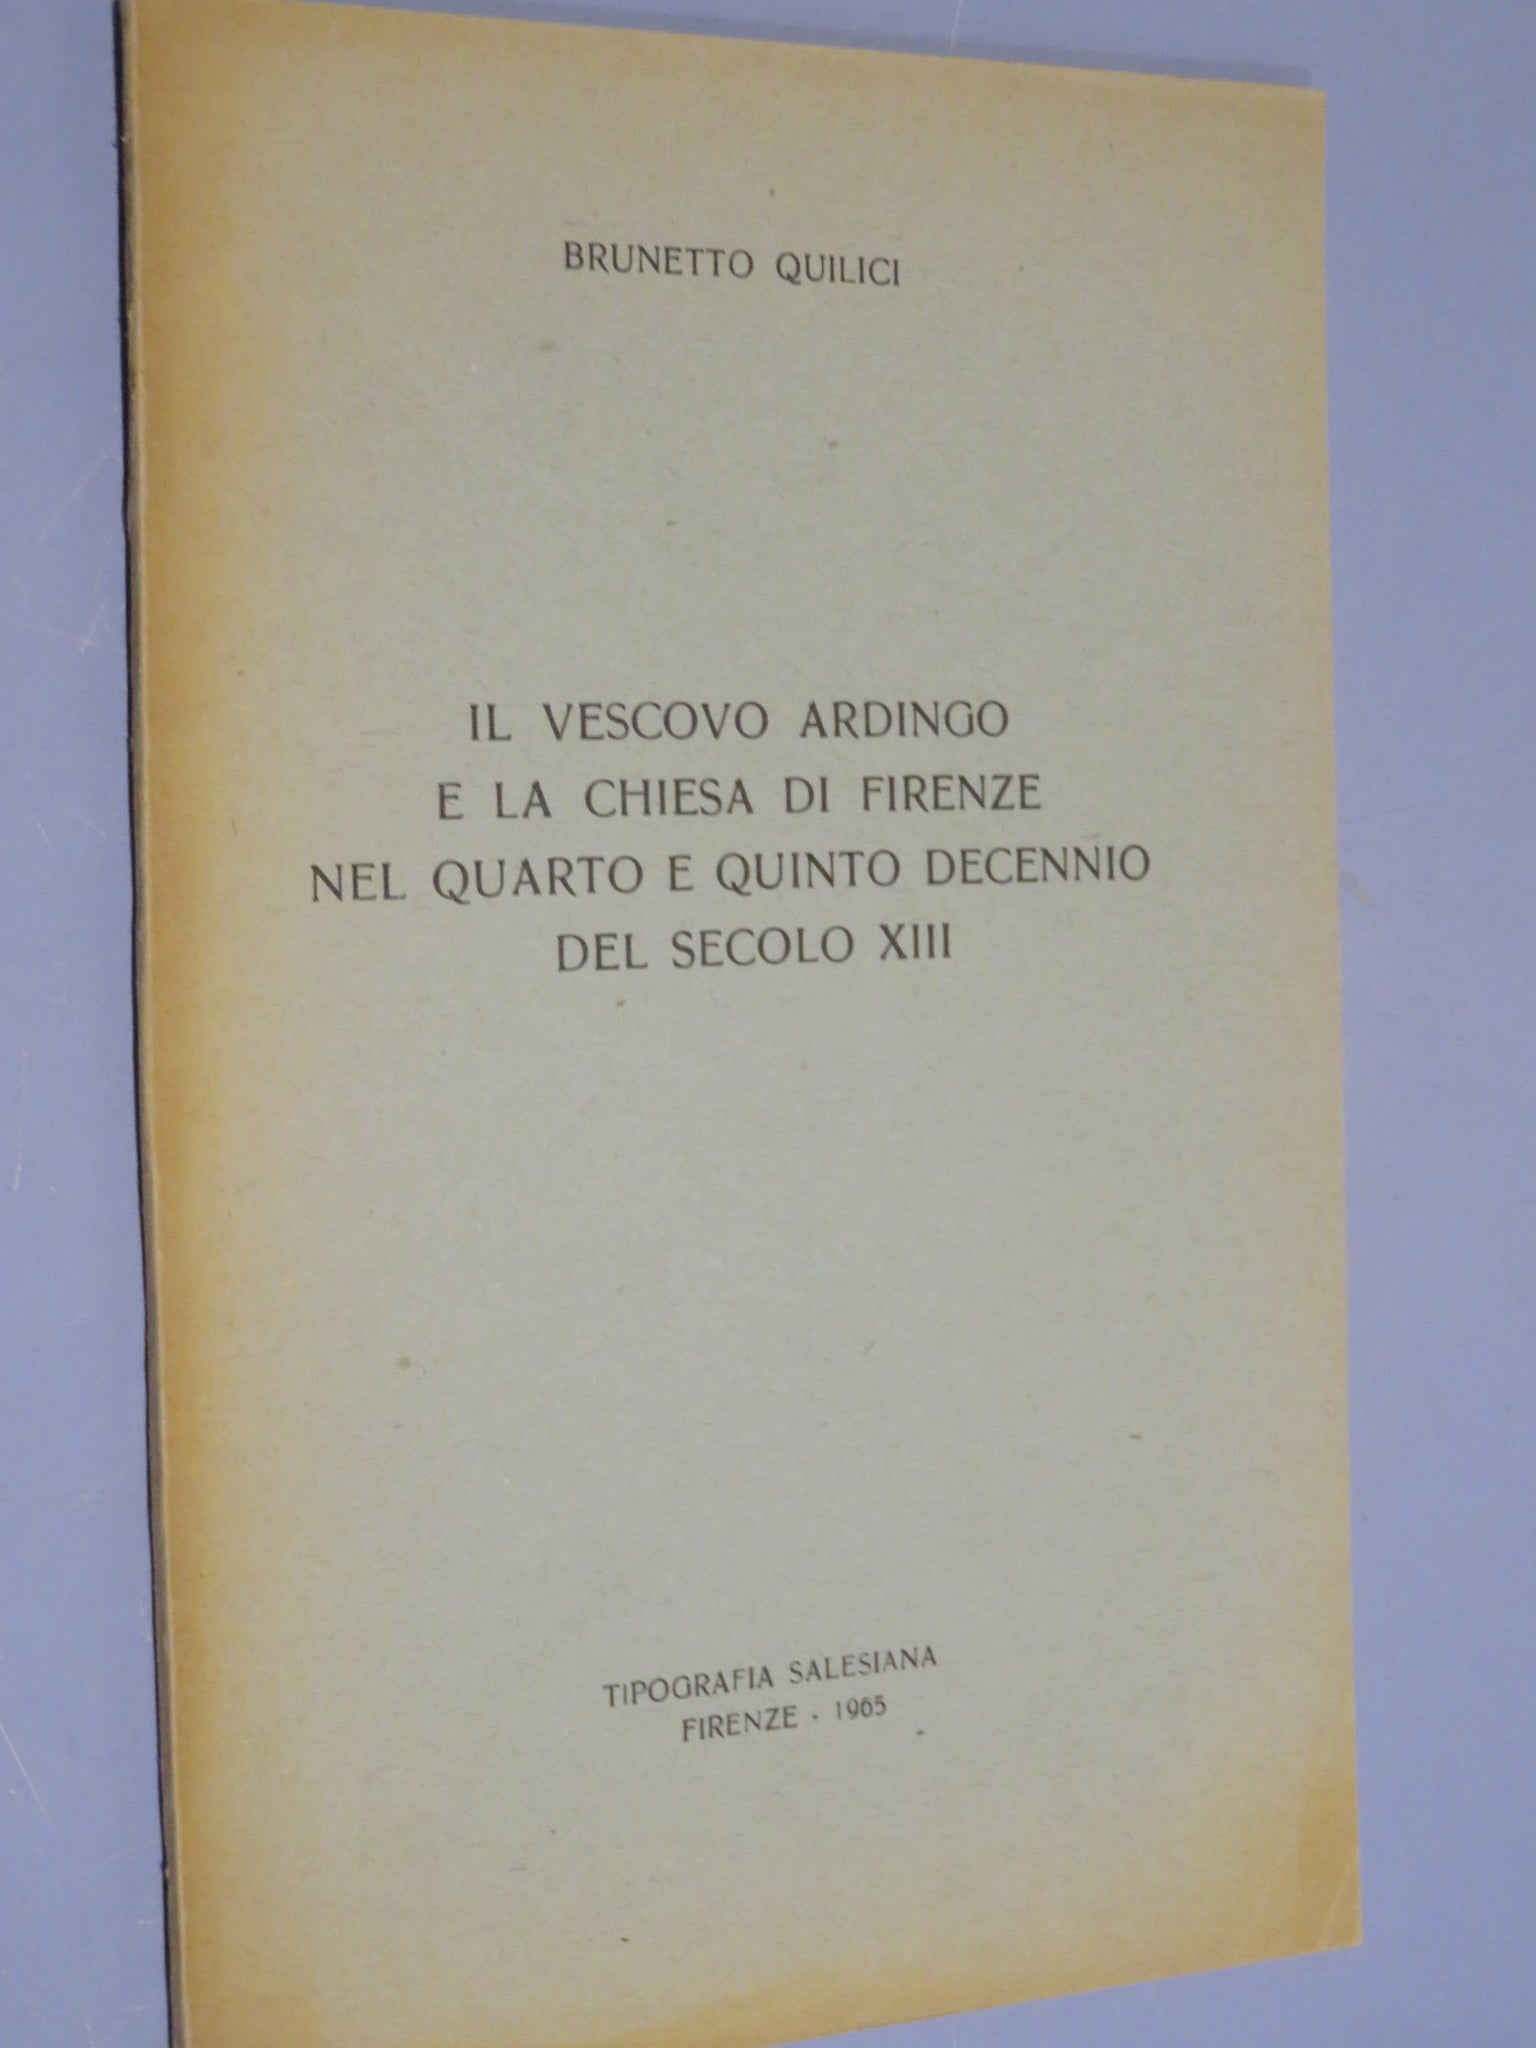 BRUNETTO QUILICI
IL VESCOVO ARDINGO
E LA CHIESA DI FIRENZE
NEL QUARTO E QUINTO DECENNIO
DEL SECOLO XIII
TIPOGRAFIA SALESIANA
FIRENZE - 1965